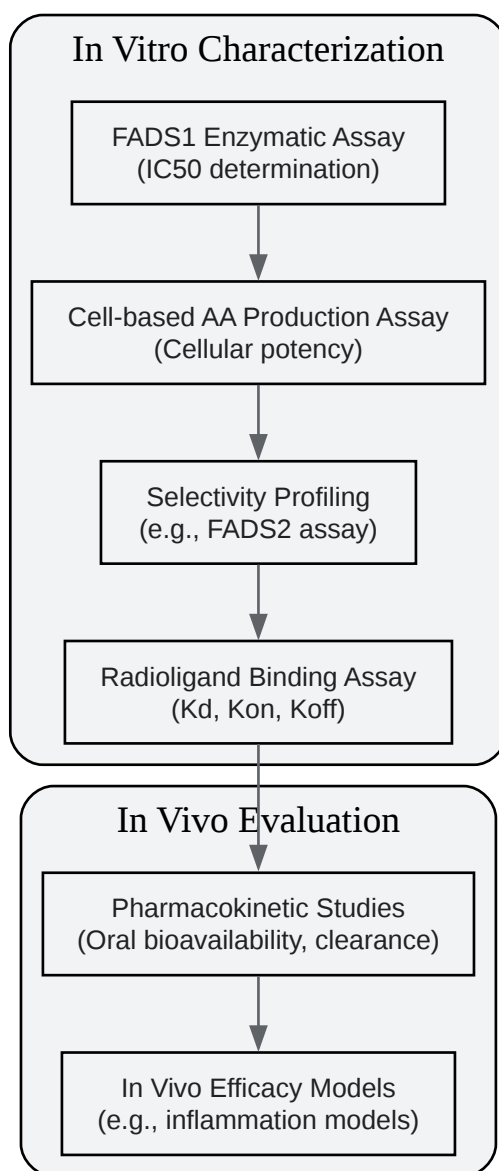 In Vitro Characterization
FADS1 Enzymatic Assay
(IC50 determination)
Cell-based AA Production Assay
(Cellular potency)
Selectivity Profiling
(e.g., FADS2 assay)
Radioligand Binding Assay
(Kd, Kon, Koff)
In Vivo Evaluation
Pharmacokinetic Studies
(Oral bioavailability, clearance)
In Vivo Efficacy Models
(e.g., inflammation models)